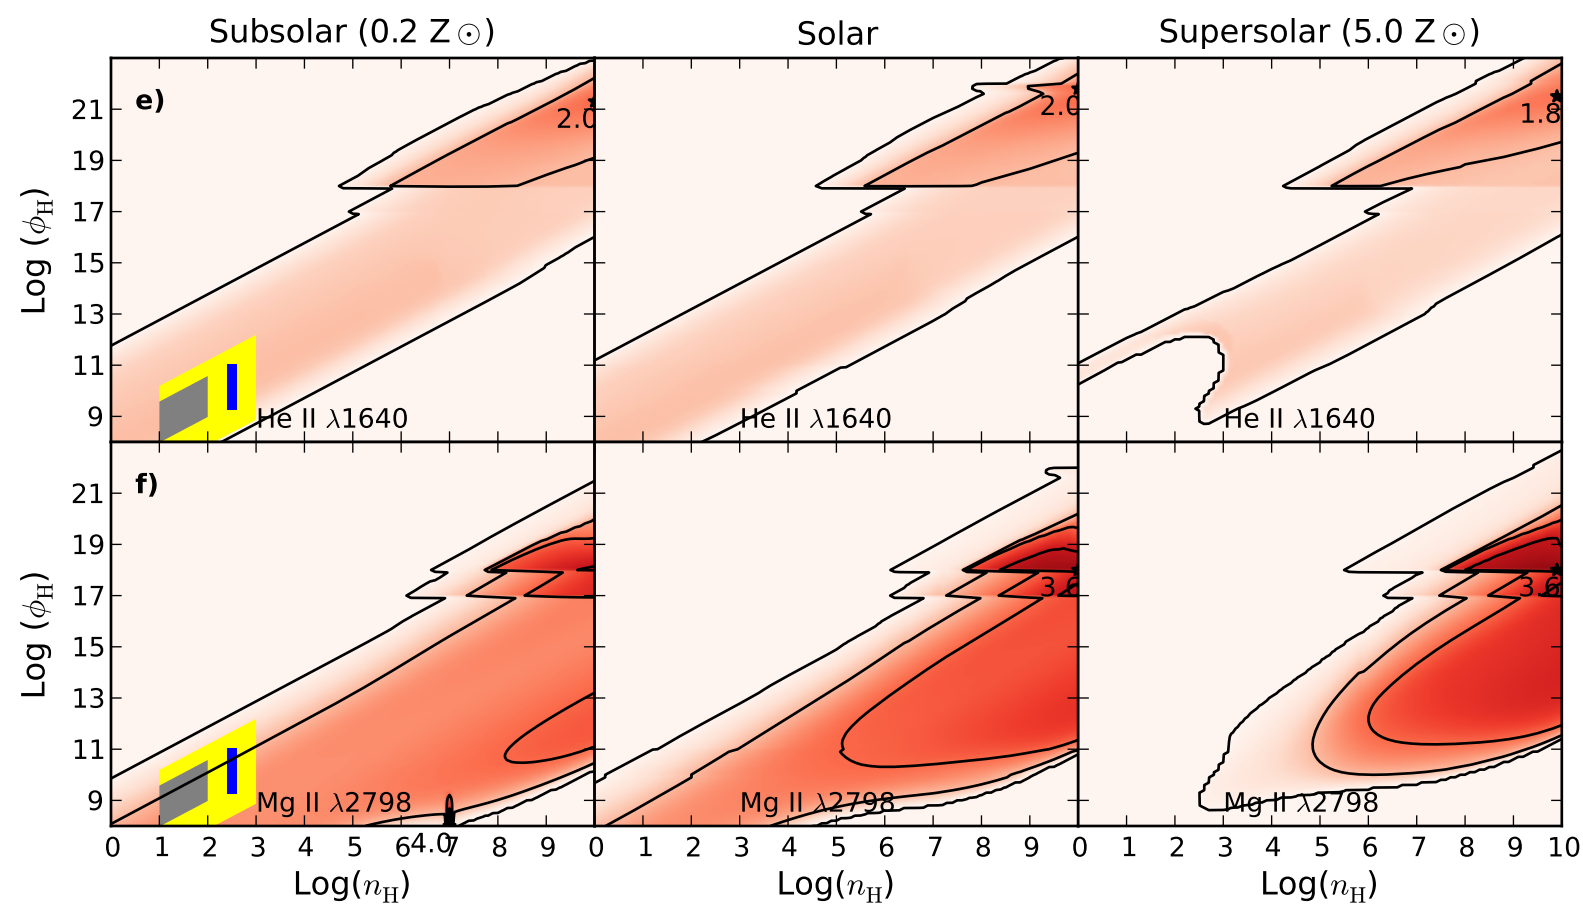 Subsolar (0.2 Z☉) Solar Supersolar (5.0 Z☉)
e)
21
19
17
15
13
11
9
Log (ϕH)
2.0
2.0
1.8
He II λ1640
He II λ1640
He II λ1640
f)
21
19
17
15
13
11
9
Log (ϕH)
3.6
3.6
Mg II λ2798
Mg II λ2798
Mg II λ2798
4.0
0 1 2 3 4 5 6 7 8 9 0 1 2 3 4 5 6 7 8 9 0 1 2 3 4 5 6 7 8 9 10
Log(nH) Log(nH) Log(nH)